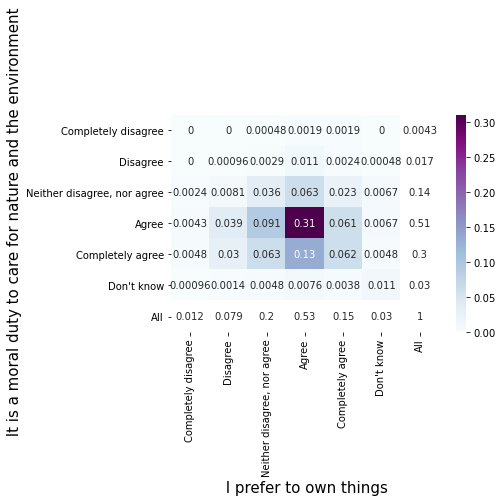 It is a moral duty to care for nature and the environment
Completely disagree 0 0 0.00048 0.0019 0.0019 0 0.0043
Disagree 0 0.00096 0.0029 0.011 0.0024 0.00048 0.017
Neither disagree, nor agree 0.0024 0.0081 0.036 0.063 0.023 0.0067 0.14
Agree 0.0043 0.039 0.091 0.31 0.061 0.0067 0.51
Completely agree 0.0048 0.03 0.063 0.13 0.062 0.0048 0.3
Don't know 0.00096 0.0014 0.0048 0.0076 0.0038 0.011 0.03
All 0.012 0.079 0.2 0.53 0.15 0.03 1
Completely disagree
Disagree
Neither disagree, nor agree
Agree
Completely agree
Don't know
All
I prefer to own things
0.30
0.25
0.20
0.15
0.10
0.05
0.00